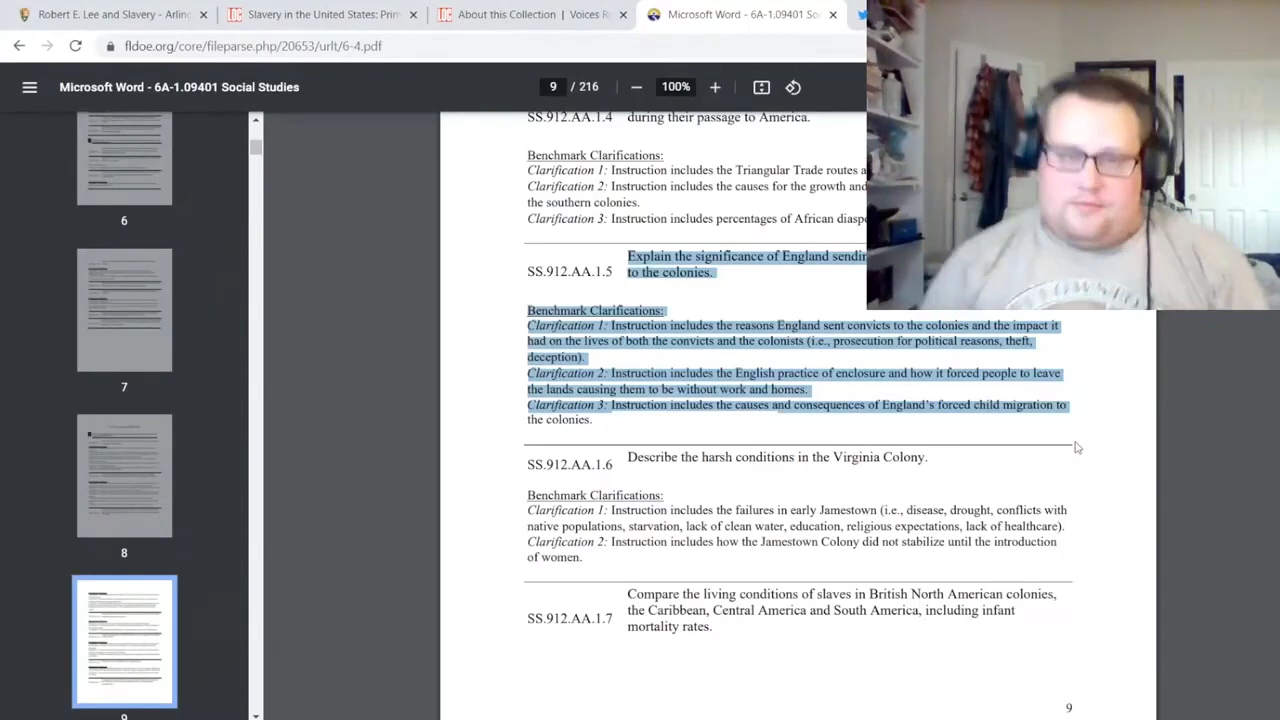 Robert E. Lee and Slavery - Arlin
Slavery in the United States: Prim
About this Collection | Voices R
Microsoft Word - 6A-1.09401 So
fldoe.org/core/fileparse.php/20653/urlt/6-4.pdf
Microsoft Word - 6A-1.09401 Social Studies
9 / 216
100%
6
7
8
9
SS.912.AA.1.4 during their passage to America.
Benchmark Clarifications:
Clarification 1: Instruction includes the Triangular Trade routes a
Clarification 2: Instruction includes the causes for the growth and
the southern colonies.
Clarification 3: Instruction includes percentages of African diasp
Explain the significance of England sendin
SS.912.AA.1.5 to the colonies.
Benchmark Clarifications:
Clarification 1: Instruction includes the reasons England sent convicts to the colonies and the impact it
had on the lives of both the convicts and the colonists (i.e., prosecution for political reasons, theft,
deception).
Clarification 2: Instruction includes the English practice of enclosure and how it forced people to leave
the lands causing them to be without work and homes.
Clarification 3: Instruction includes the causes and consequences of England's forced child migration to
the colonies.
SS.912.AA.1.6 Describe the harsh conditions in the Virginia Colony.
Benchmark Clarifications:
Clarification 1: Instruction includes the failures in early Jamestown (i.e., disease, drought, conflicts with
native populations, starvation, lack of clean water, education, religious expectations, lack of healthcare).
Clarification 2: Instruction includes how the Jamestown Colony did not stabilize until the introduction
of women.
Compare the living conditions of slaves in British North American colonies,
SS.912.AA.1.7 the Caribbean, Central America and South America, including infant
mortality rates.
9